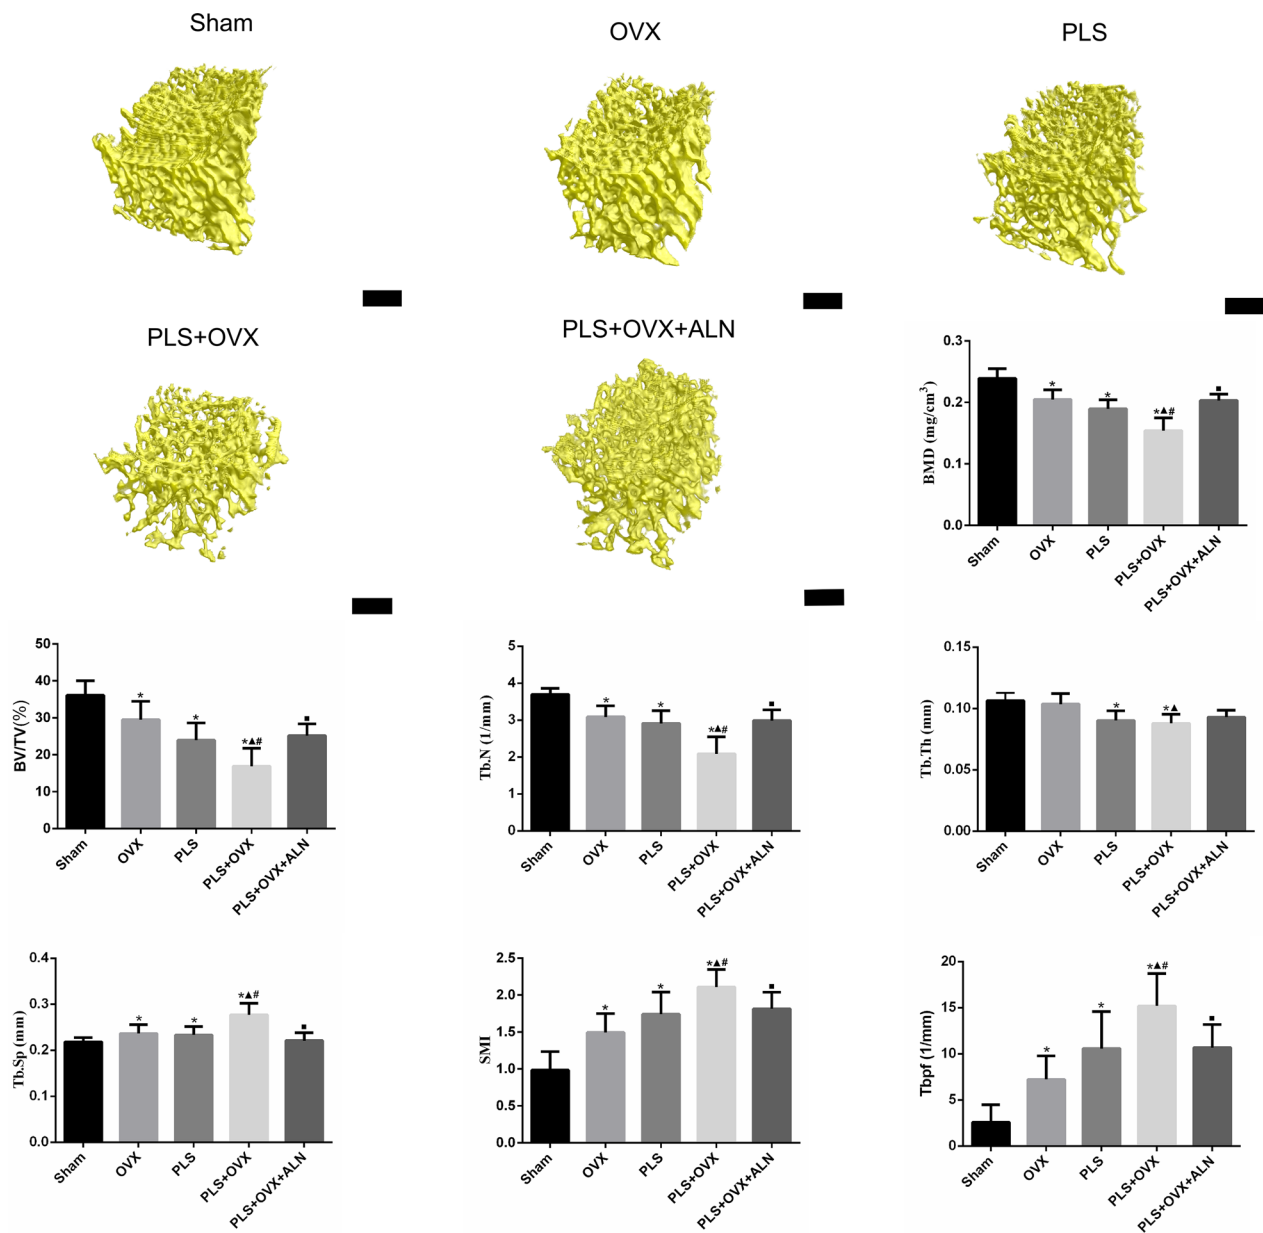 Sham
OVX
PLS
PLS+OVX
PLS+OVX+ALN
BMD (mg/cm³)
0.3
0.2
0.1
0.0
* * *▲# ■
Sham OVX PLS PLS+OVX PLS+OVX+ALN
BV/TV(%)
50
40
30
20
10
0
* * *▲# ■
Sham OVX PLS PLS+OVX PLS+OVX+ALN
Tb.N (1/mm)
5
4
3
2
1
0
* * *▲# ■
Sham OVX PLS PLS+OVX PLS+OVX+ALN
Tb.Th (mm)
0.15
0.10
0.05
0.00
* *▲
Sham OVX PLS PLS+OVX PLS+OVX+ALN
Tb.Sp (mm)
0.4
0.3
0.2
0.1
0.0
* * *▲# ■
Sham OVX PLS PLS+OVX PLS+OVX+ALN
SMI
2.5
2.0
1.5
1.0
0.5
0.0
* * *▲# ■
Sham OVX PLS PLS+OVX PLS+OVX+ALN
Tbpf (1/mm)
20
15
10
5
0
* * *▲# ■
Sham OVX PLS PLS+OVX PLS+OVX+ALN